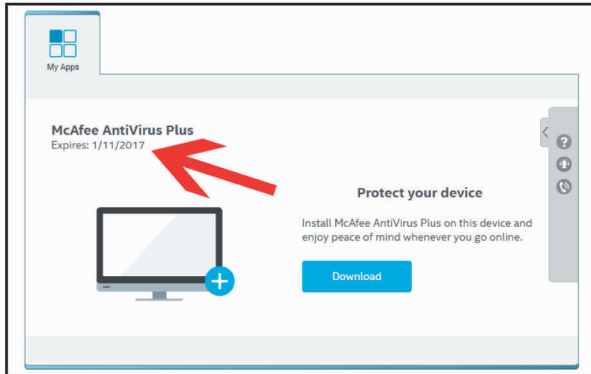 My Apps
McAfee AntiVirus Plus
Expires: 1/11/2017
Protect your device
Install McAfee AntiVirus Plus on this device and
enjoy peace of mind whenever you go online.
Download